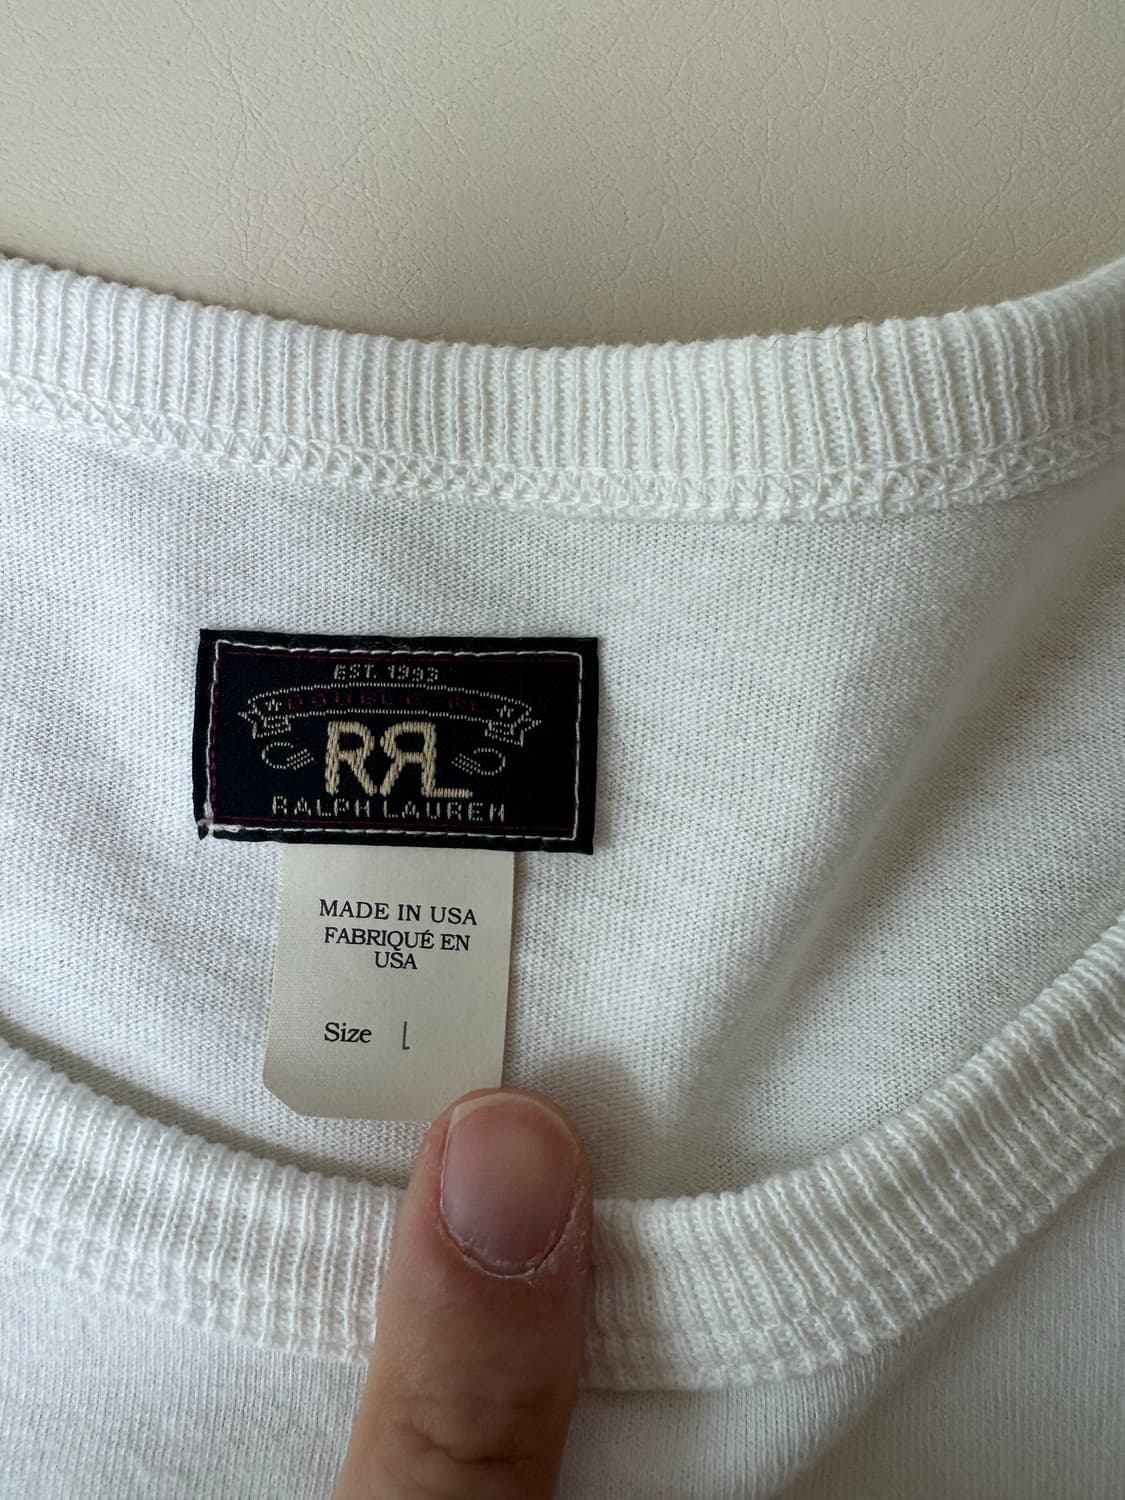 EST. 1993
DOUBLE RL
RRL
RALPH LAUREN
MADE IN USA
FABRIQUÉ EN
USA
Size L